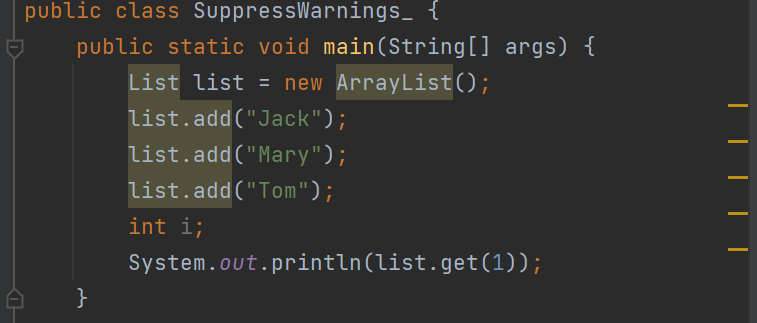 public class SuppressWarnings_ {
public static void main(String[] args) {
List list = new ArrayList();
list.add("Jack");
list.add("Mary");
list.add("Tom");
int i;
System.out.println(list.get(1));
}